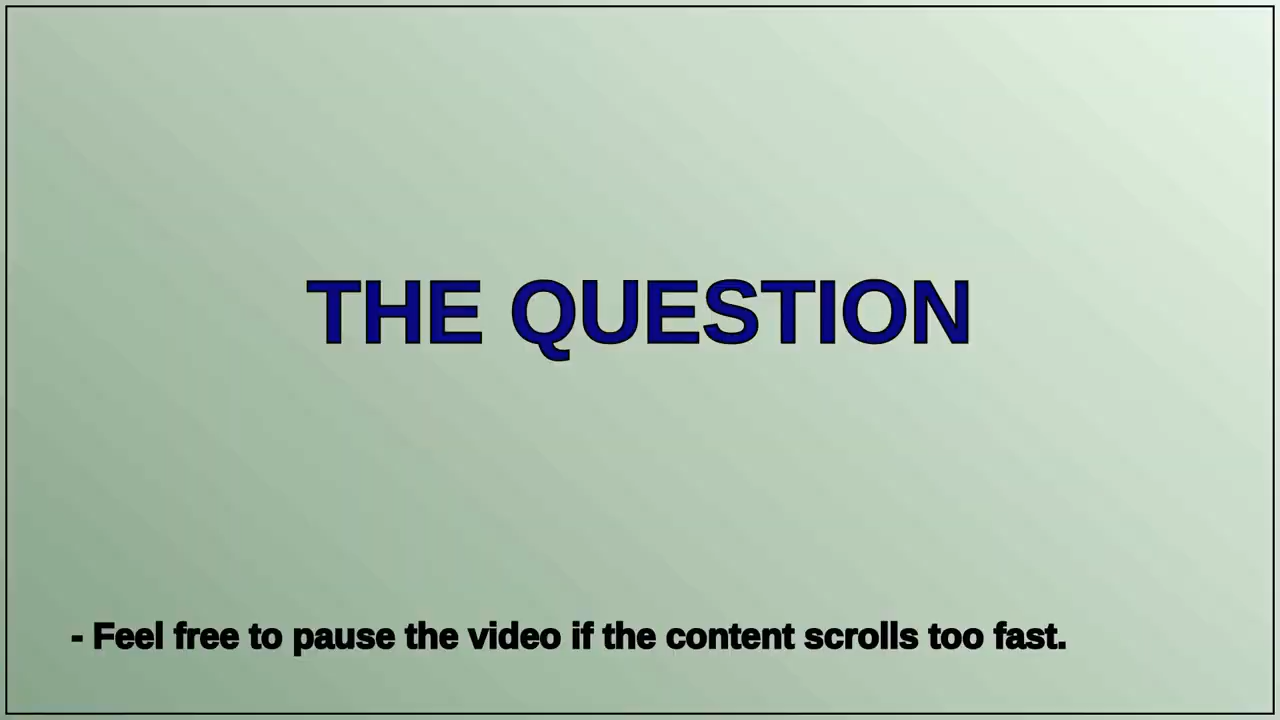 THE QUESTION
- Feel free to pause the video if the content scrolls too fast.